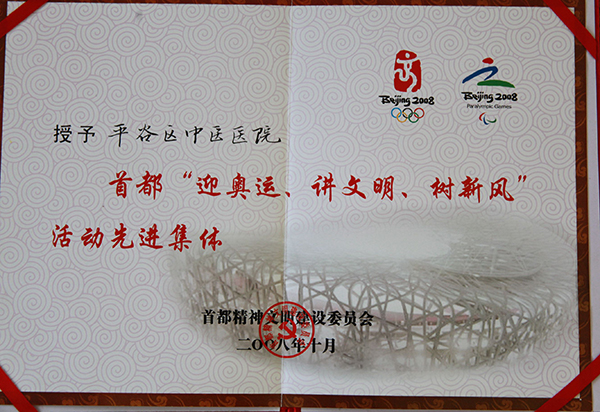 Beijing 2008
Beijing 2008
Paralympic Games
授予 平谷区中医医院
首都“迎奥运、讲文明、树新风”
活动先进集体
首都精神文明建设委员会
二〇〇八年十月